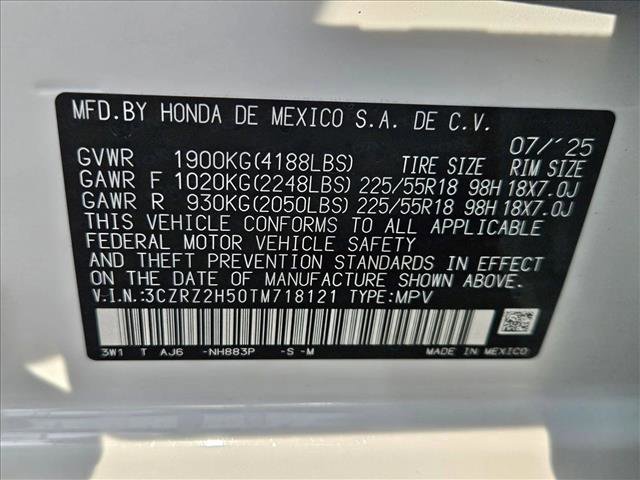 MFD.BY HONDA DE MEXICO S.A. DE C.V.
07/´25
GVWR 1900KG(4188LBS) TIRE SIZE RIM SIZE
GAWR F 1020KG(2248LBS) 225/55R18 98H 18X7.0J
GAWR R 930KG(2050LBS) 225/55R18 98H 18X7.0J
THIS VEHICLE CONFORMS TO ALL APPLICABLE
FEDERAL MOTOR VEHICLE SAFETY
AND THEFT PREVENTION STANDARDS IN EFFECT
ON THE DATE OF MANUFACTURE SHOWN ABOVE.
V.I.N.:3CZRZ2H50TM718121 TYPE:MPV
3W1 T AJ6 -NH883P -S -M MADE IN MEXICO